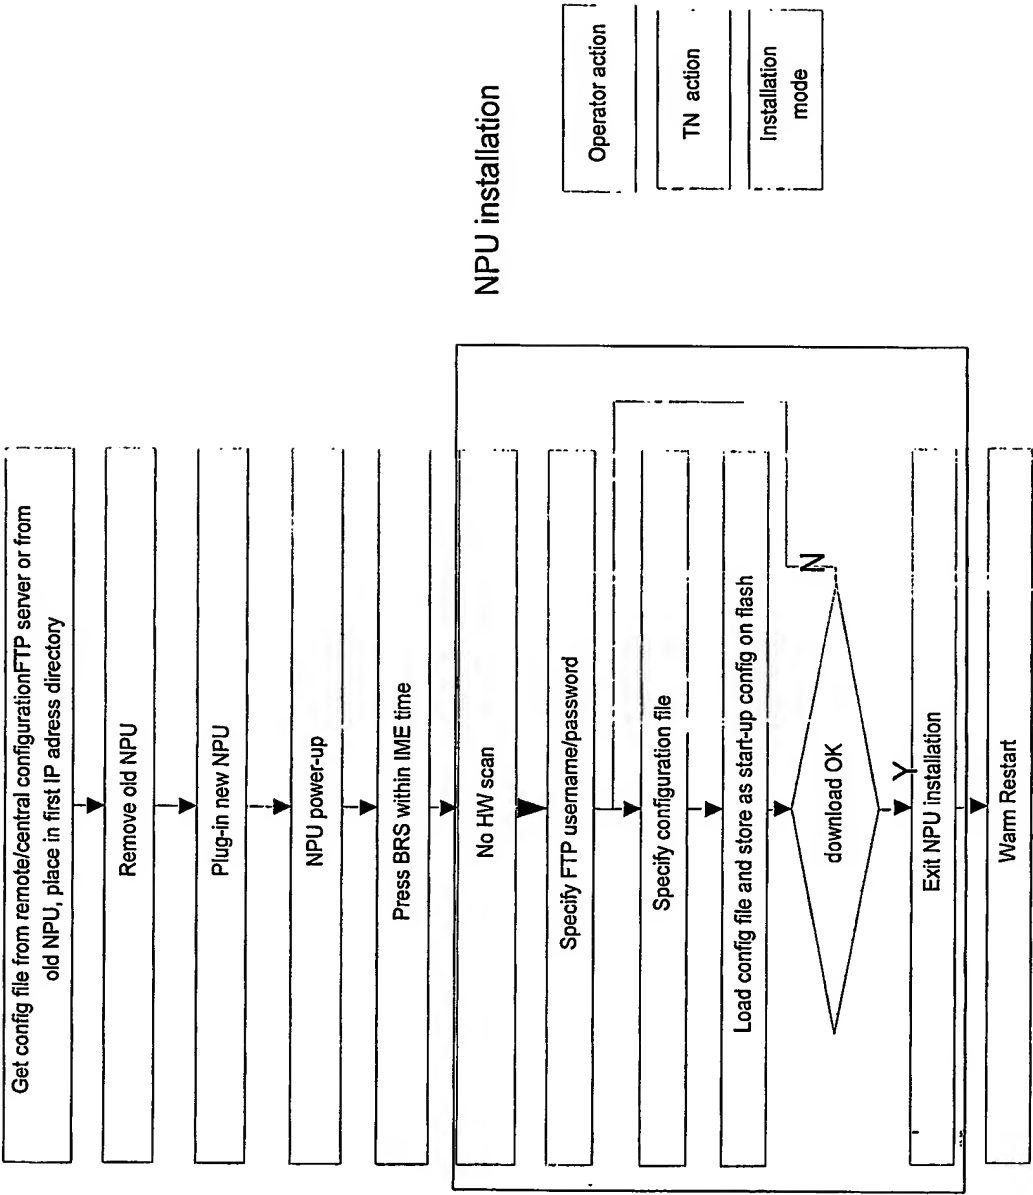 Get config file from remote/central configurationFTP server or from
old NPU, place in first IP adress directory
Remove old NPU
Plug-in new NPU
NPU power-up
Press BRS within IME time
No HW scan
Specify FTP username/password
Specify configuration file
Load config file and store as start-up config on flash
download OK
N
Y
Exit NPU installation
Warm Restart
NPU installation
Operator action
TN action
Installation
mode